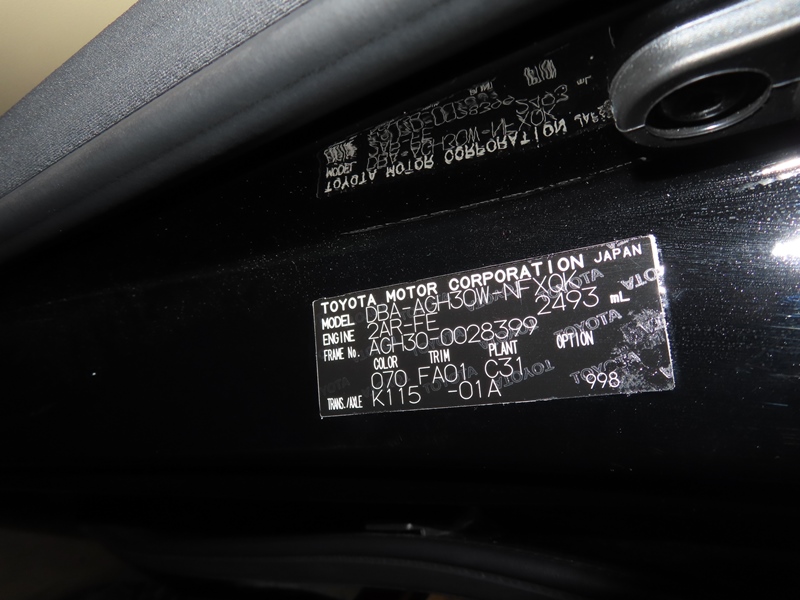 TOYOTA MOTOR CORPORATION JAPAN
MODEL DBA-AGH30W-NFXQK
ENGINE 2AR-FE 2493 mL
FRAME No. AGH30-0028399
COLOR TRIM PLANT OPTION
070 FA01 C31
TRANS./AXLE K115 -01A 998